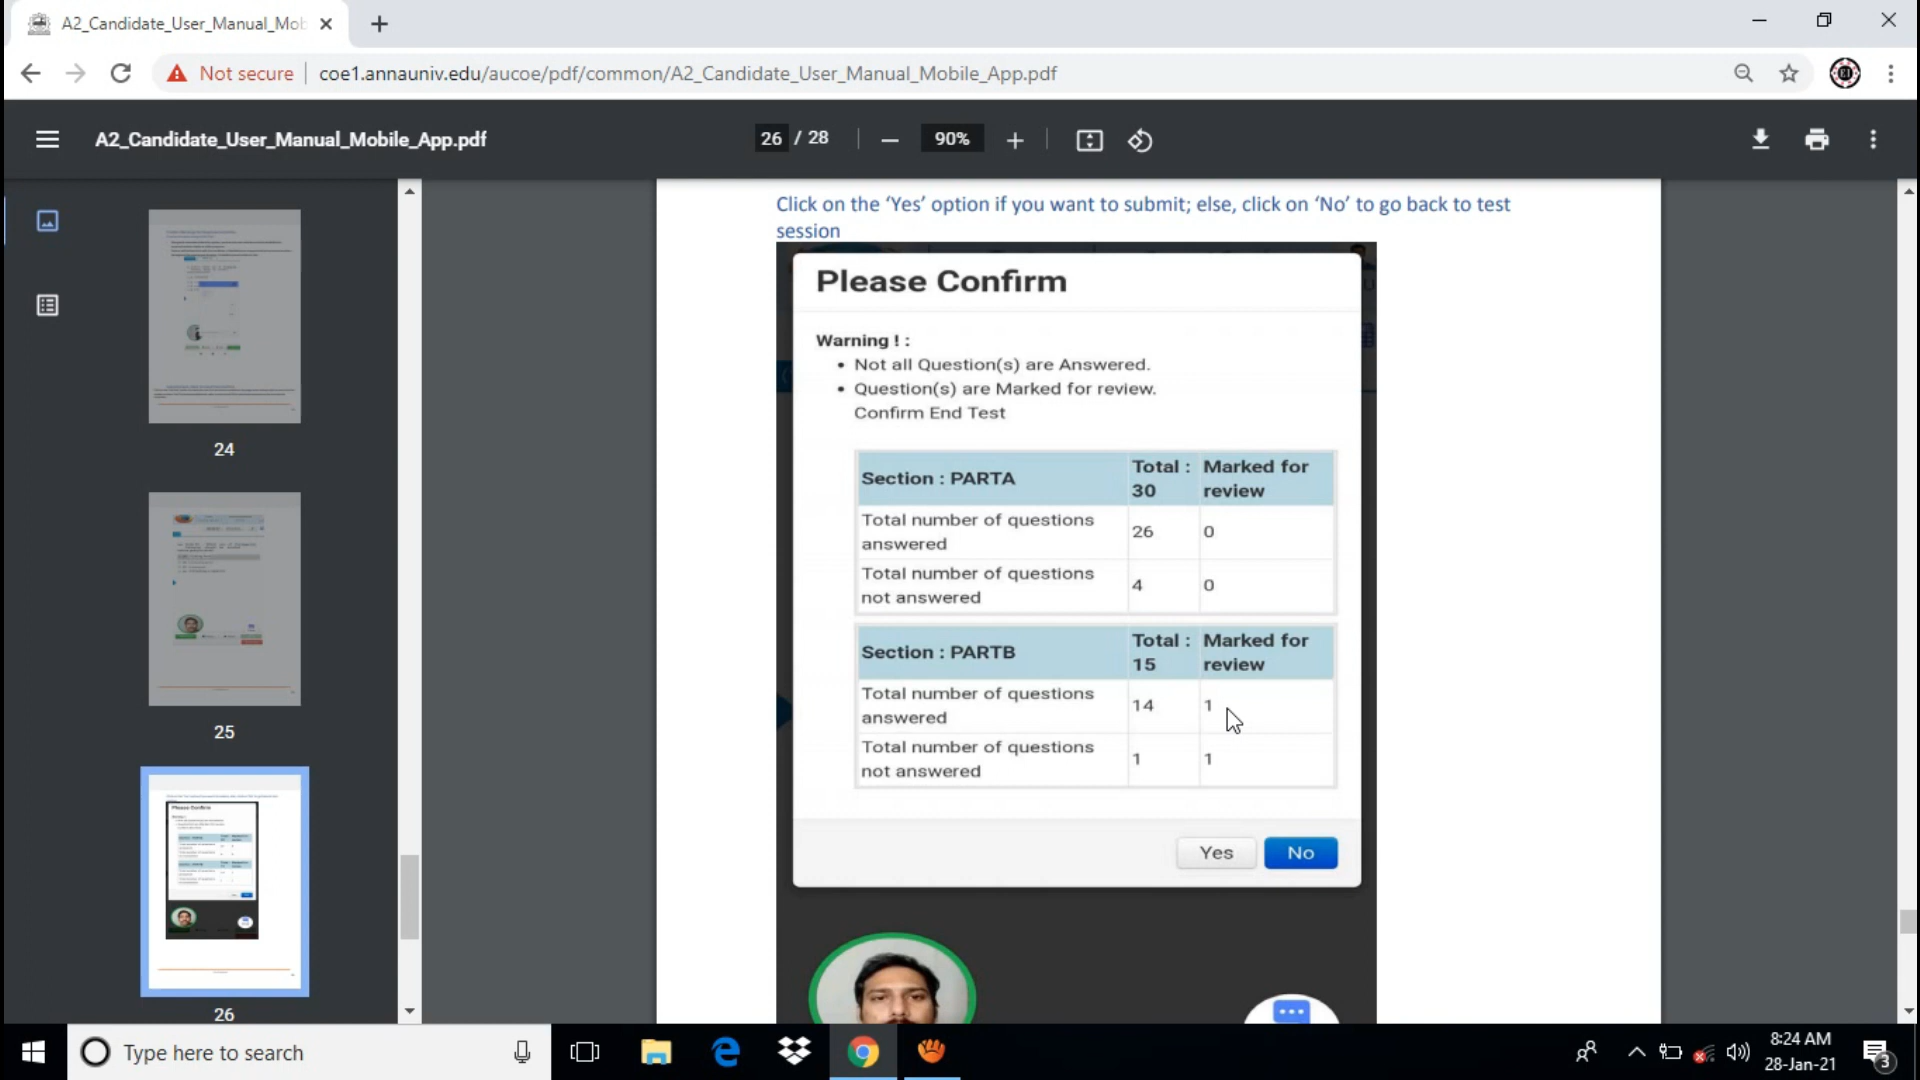 A2_Candidate_User_Manual_Mob
Not secure
coe1.annauniv.edu/aucoe/pdf/common/A2_Candidate_User_Manual_Mobile_App.pdf
A2_Candidate_User_Manual_Mobile_App.pdf
26 / 28
90%
24
25
Please Confirm
26
Click on the ‘Yes’ option if you want to submit; else, click on ‘No’ to go back to test
session
Please Confirm
Warning ! :
• Not all Question(s) are Answered.
• Question(s) are Marked for review.
Confirm End Test
Section : PARTA
Total :
30
Marked for
review
Total number of questions
answered
26
0
Total number of questions
not answered
4
0
Section : PARTB
Total :
15
Marked for
review
Total number of questions
answered
14
1
Total number of questions
not answered
1
1
Yes
No
Type here to search
8:24 AM
28-Jan-21
3